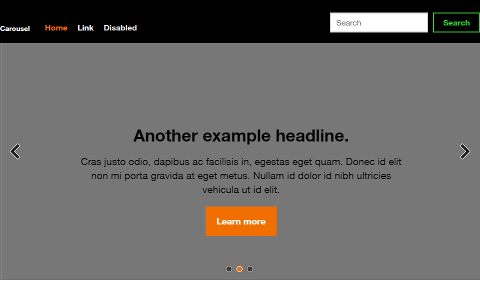 Carousel Home Link Disabled Search Search
Another example headline.
Cras justo odio, dapibus ac facilisis in, egestas eget quam. Donec id elit
non mi porta gravida at eget metus. Nullam id dolor id nibh ultricies
vehicula ut id elit.
Learn more